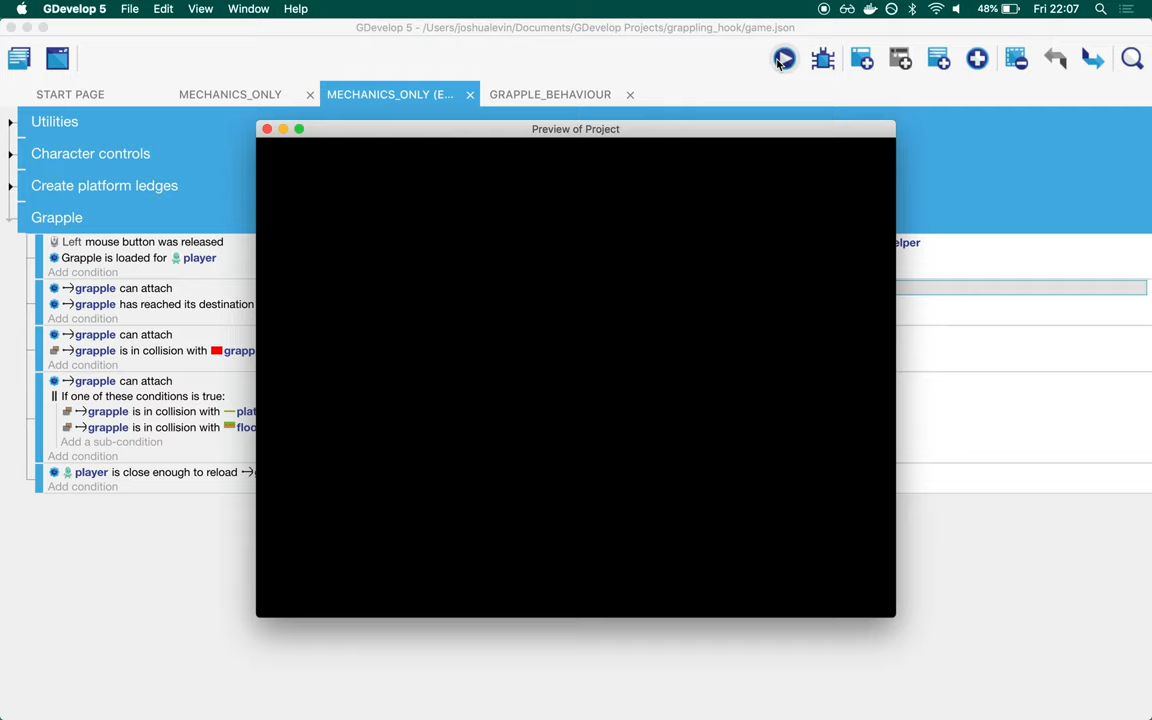 GDevelop 5 File Edit View Window Help 48% Fri 22:07
GDevelop 5 - /Users/joshualevin/Documents/GDevelop Projects/grappling_hook/game.json
START PAGE MECHANICS_ONLY × MECHANICS_ONLY (E... × GRAPPLE_BEHAVIOUR ×
Utilities
Preview of Project
Character controls
Create platform ledges
Grapple
Left mouse button was released
elper
Grapple is loaded for player
Add condition
grapple can attach
grapple has reached its destination
Add condition
grapple can attach
grapple is in collision with grapp
Add condition
grapple can attach
If one of these conditions is true:
grapple is in collision with plat
grapple is in collision with floo
Add a sub-condition
Add condition
player is close enough to reload
Add condition